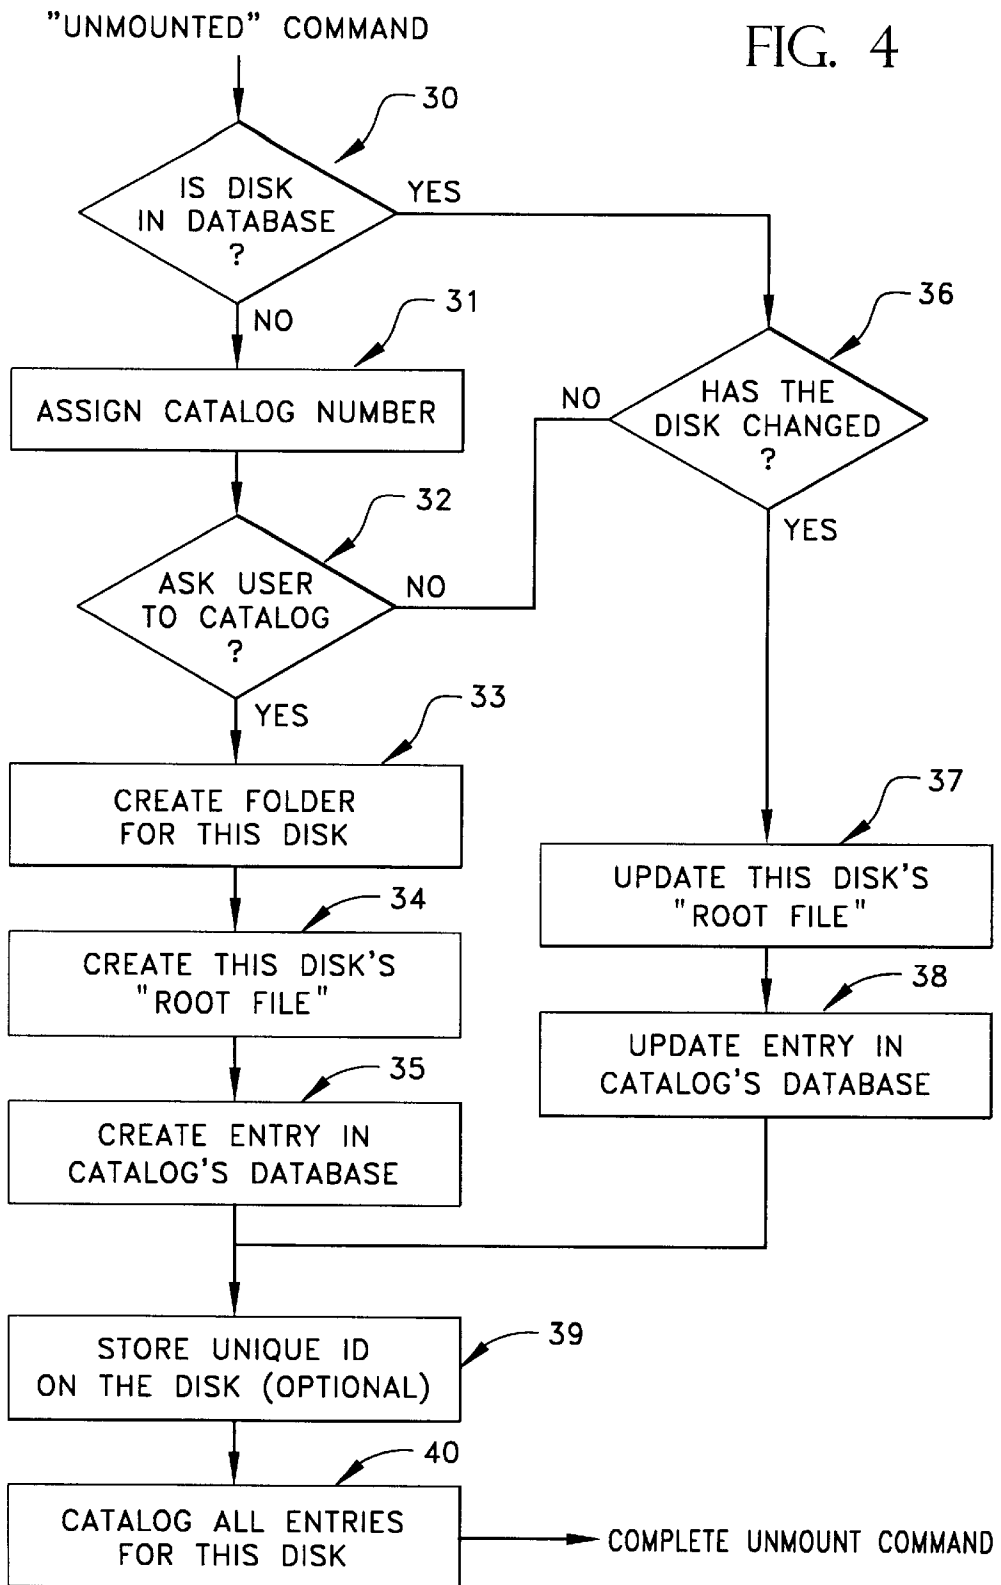 "UNMOUNTED" COMMAND
FIG. 4
30
IS DISK
IN DATABASE
?
YES
NO
31
ASSIGN CATALOG NUMBER
36
HAS THE
DISK CHANGED
?
NO
YES
32
ASK USER
TO CATALOG
?
NO
YES
33
CREATE FOLDER
FOR THIS DISK
34
CREATE THIS DISK'S
"ROOT FILE"
35
CREATE ENTRY IN
CATALOG'S DATABASE
37
UPDATE THIS DISK'S
"ROOT FILE"
38
UPDATE ENTRY IN
CATALOG'S DATABASE
39
STORE UNIQUE ID
ON THE DISK (OPTIONAL)
40
CATALOG ALL ENTRIES
FOR THIS DISK
COMPLETE UNMOUNT COMMAND